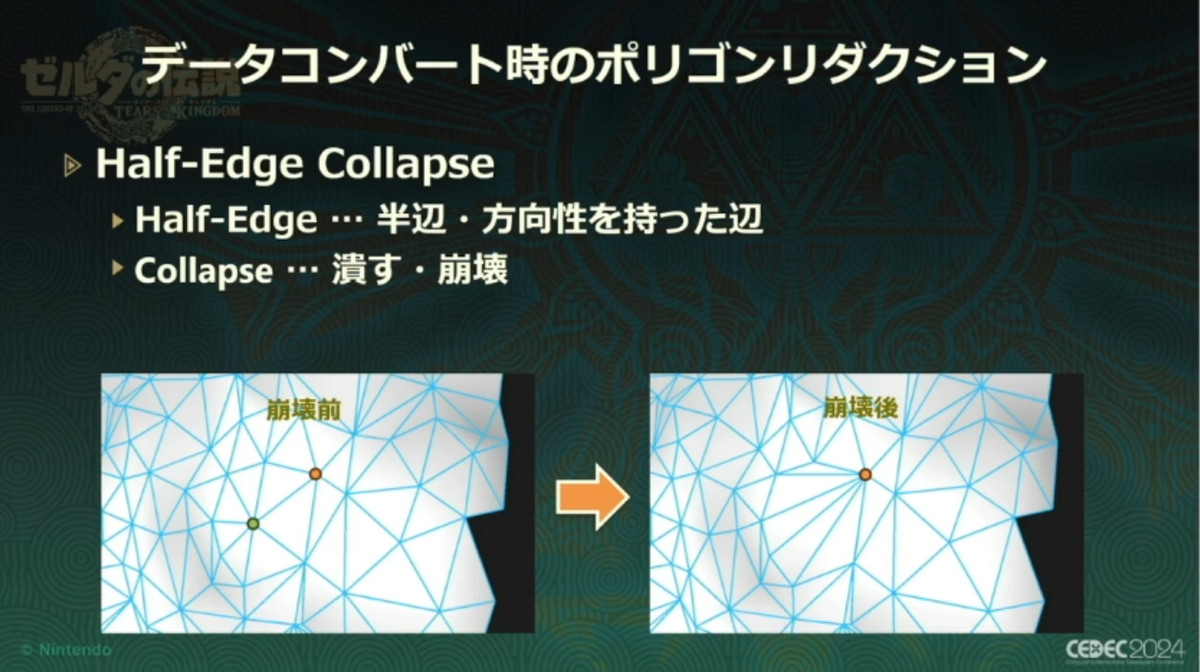 データコンバート時のポリゴンリダクション
ゼルダの伝説
TEARS OF THE KINGDOM
Half-Edge Collapse
Half-Edge … 半辺・方向性を持った辺
Collapse … 潰す・崩壊
崩壊前
崩壊後
© Nintendo
CEDEC2024